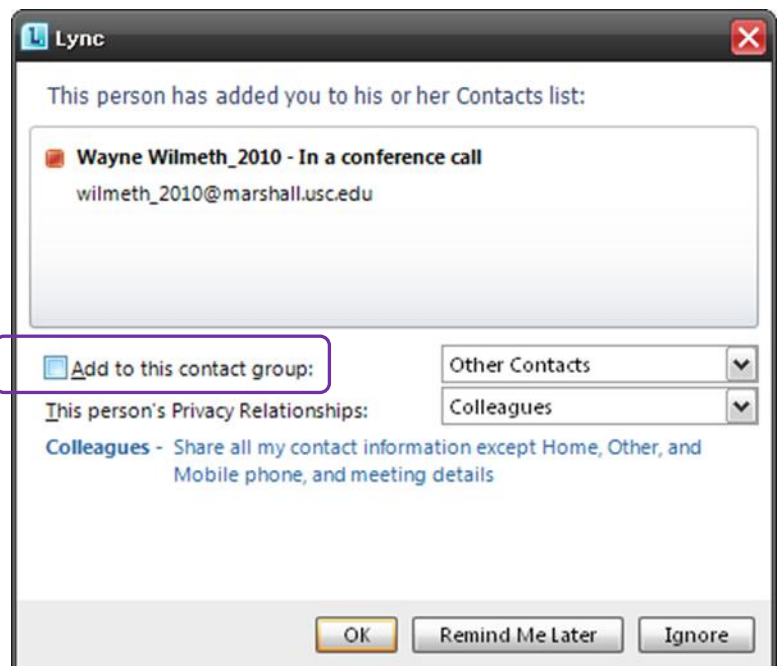 Lync
This person has added you to his or her Contacts list:
Wayne Wilmeth_2010 - In a conference call
wilmeth_2010@marshall.usc.edu
Add to this contact group:
Other Contacts
This person's Privacy Relationships:
Colleagues
Colleagues - Share all my contact information except Home, Other, and
Mobile phone, and meeting details
OK
Remind Me Later
Ignore